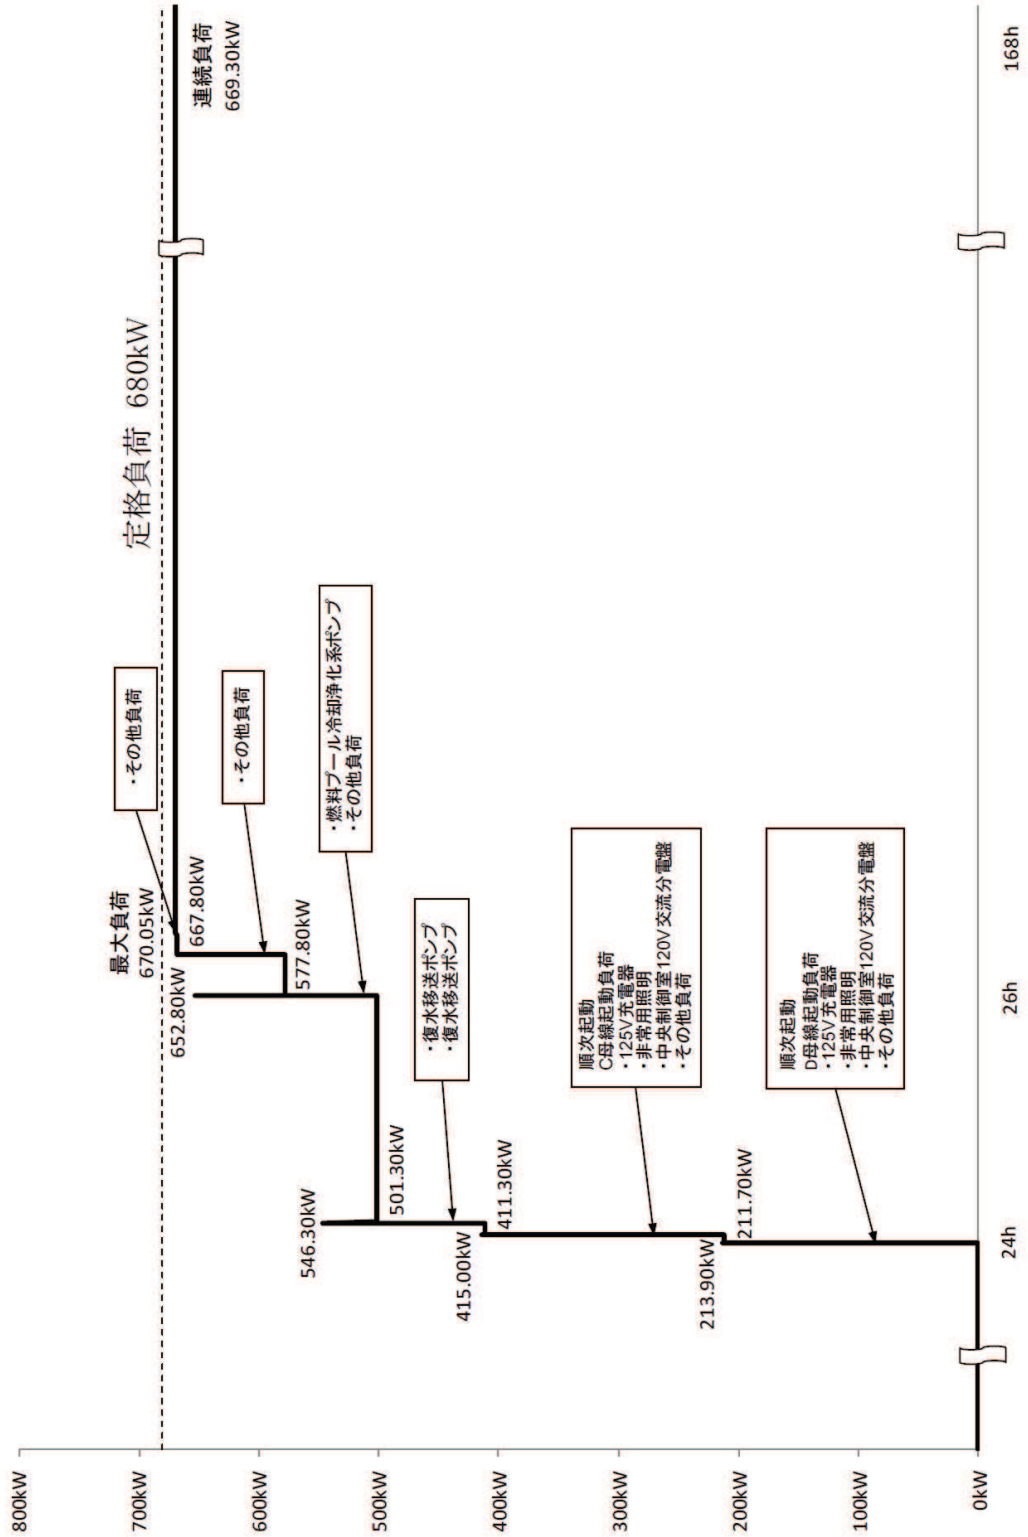 800kW
700kW
600kW
500kW
400kW
300kW
200kW
100kW
0kW
24h
26h
168h
定格負荷 680kW
連続負荷
669.30kW
最大負荷
670.05kW
・その他負荷
667.80kW
・その他負荷
652.80kW
577.80kW
・燃料プール冷却浄化系ポンプ
・その他負荷
546.30kW
501.30kW
・復水移送ポンプ
・復水移送ポンプ
415.00kW
411.30kW
順次起動
C母線起動負荷
・125V充電器
・非常用照明
・中央制御室120V交流分電盤
・その他負荷
213.90kW
211.70kW
順次起動
D母線起動負荷
・125V充電器
・非常用照明
・中央制御室120V交流分電盤
・その他負荷